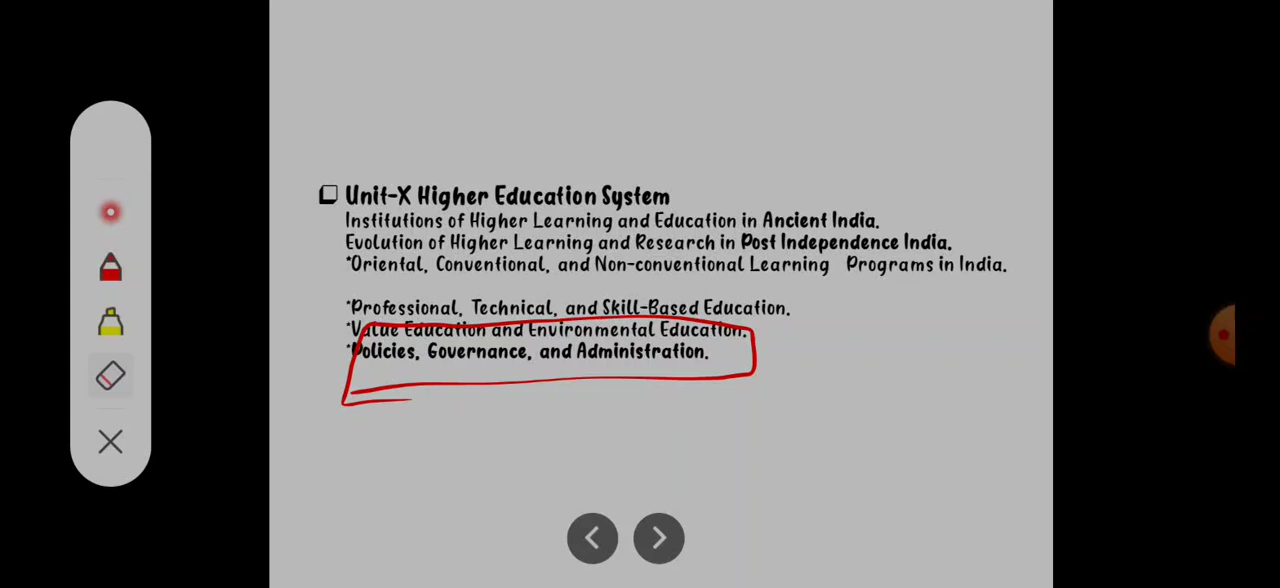 Unit-X Higher Education System
Institutions of Higher Learning and Education in Ancient India.
Evolution of Higher Learning and Research in Post Independence India.
*Oriental, Conventional, and Non-conventional Learning Programs in India.
*Professional, Technical, and Skill-Based Education.
*Value Education and Environmental Education.
*Policies, Governance, and Administration.